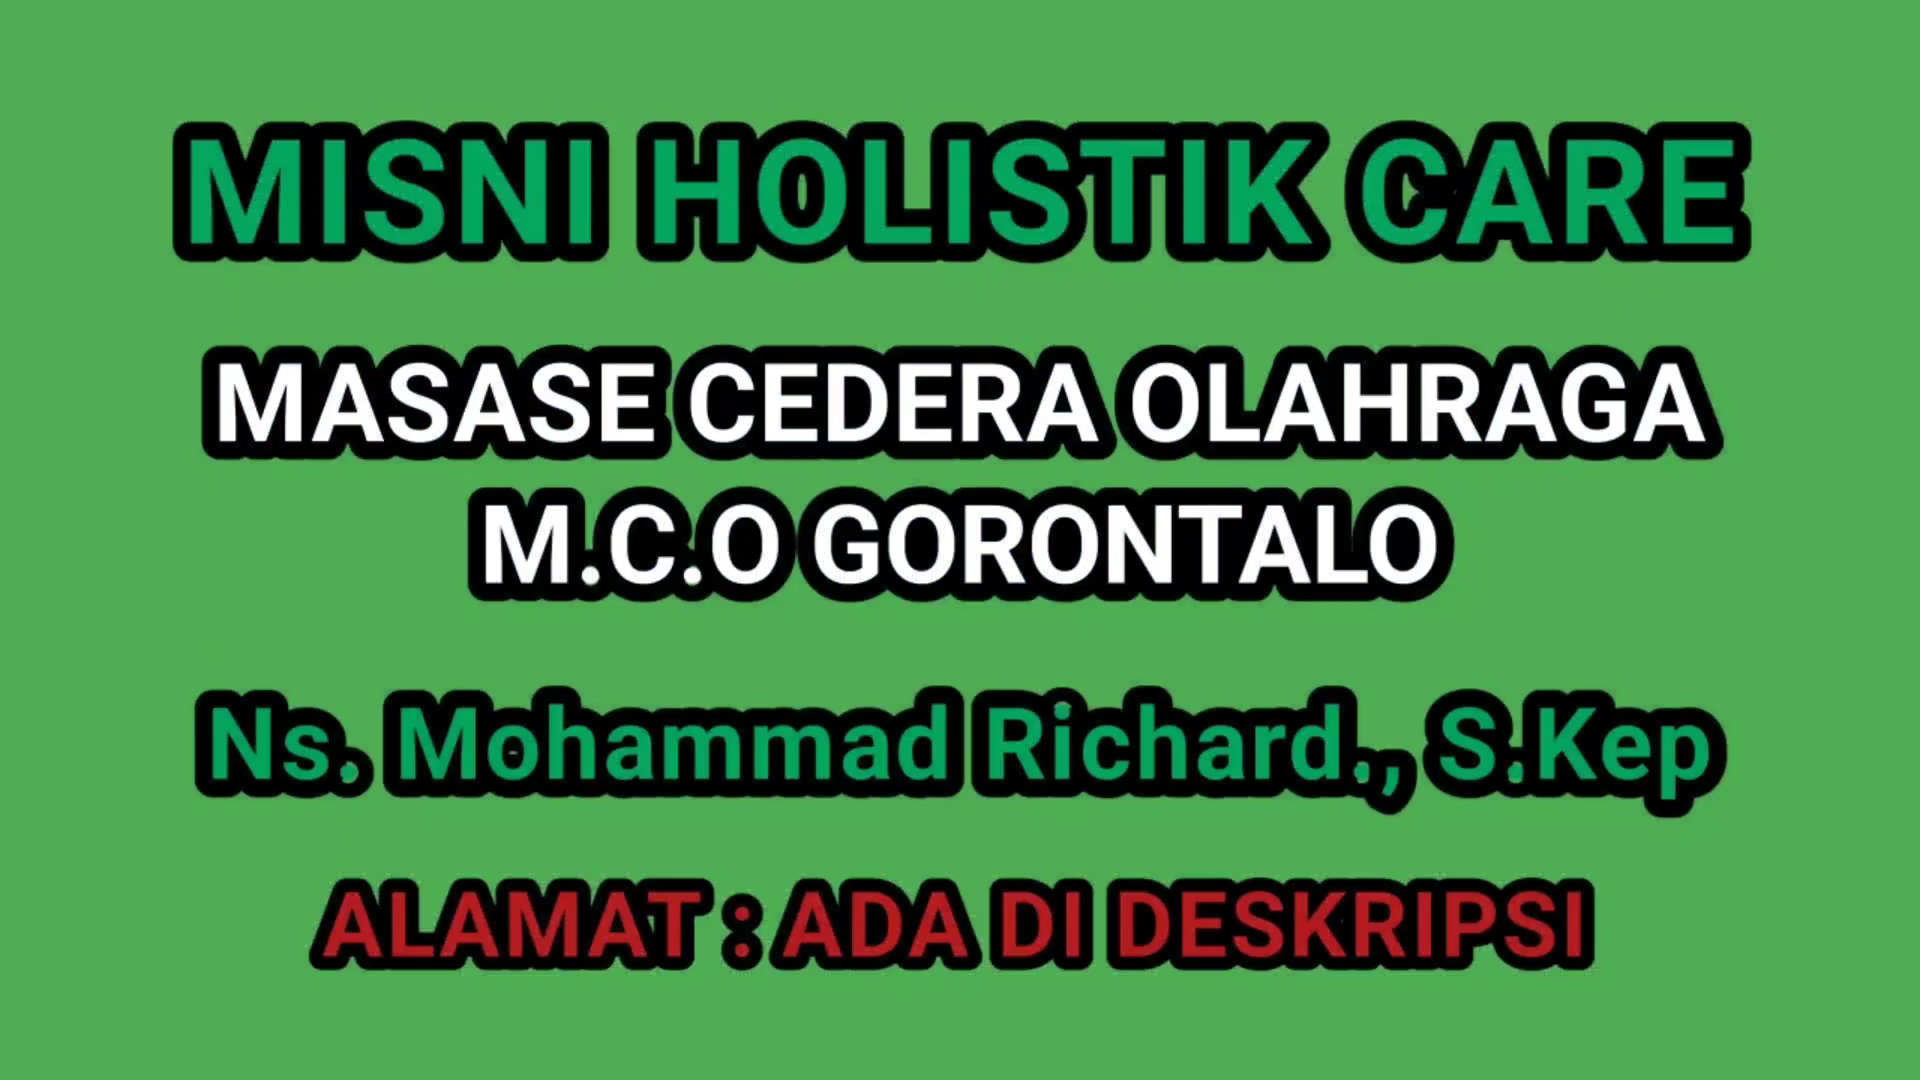 MISNI HOLISTIK CARE
MASASE CEDERA OLAHRAGA
M.C.O GORONTALO
Ns. Mohammad Richard., S.Kep
ALAMAT : ADA DI DESKRIPSI